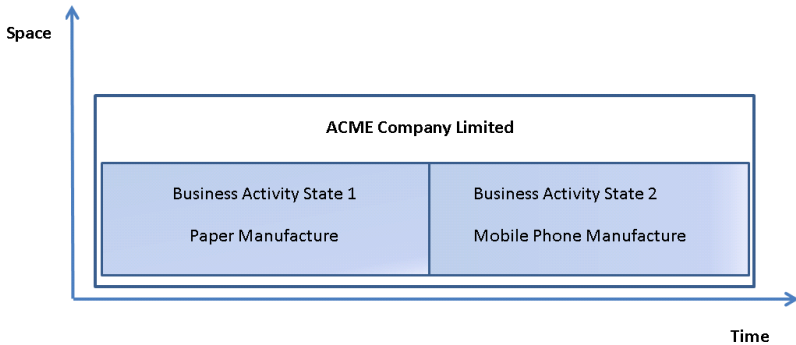 Space
ACME Company Limited
Business Activity State 1
Paper Manufacture
Business Activity State 2
Mobile Phone Manufacture
Time